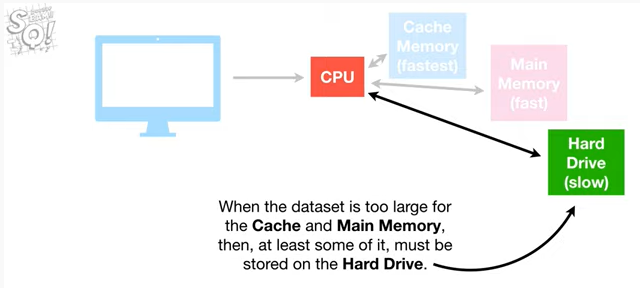 SQ!
Cache
Memory
(fastest)
CPU
Main
Memory
(fast)
Hard
Drive
(slow)
When the dataset is too large for
the Cache and Main Memory,
then, at least some of it, must be
stored on the Hard Drive.